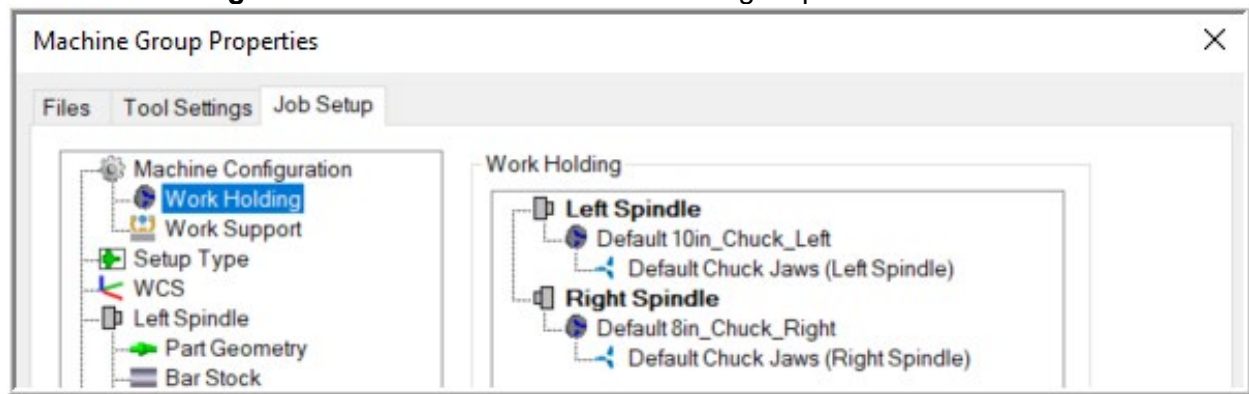 Machine Group Properties
Files Tool Settings Job Setup
Machine Configuration
Work Holding
Work Support
Setup Type
WCS
Left Spindle
Part Geometry
Bar Stock
Work Holding
Left Spindle
Default 10in_Chuck_Left
Default Chuck Jaws (Left Spindle)
Right Spindle
Default 8in_Chuck_Right
Default Chuck Jaws (Right Spindle)